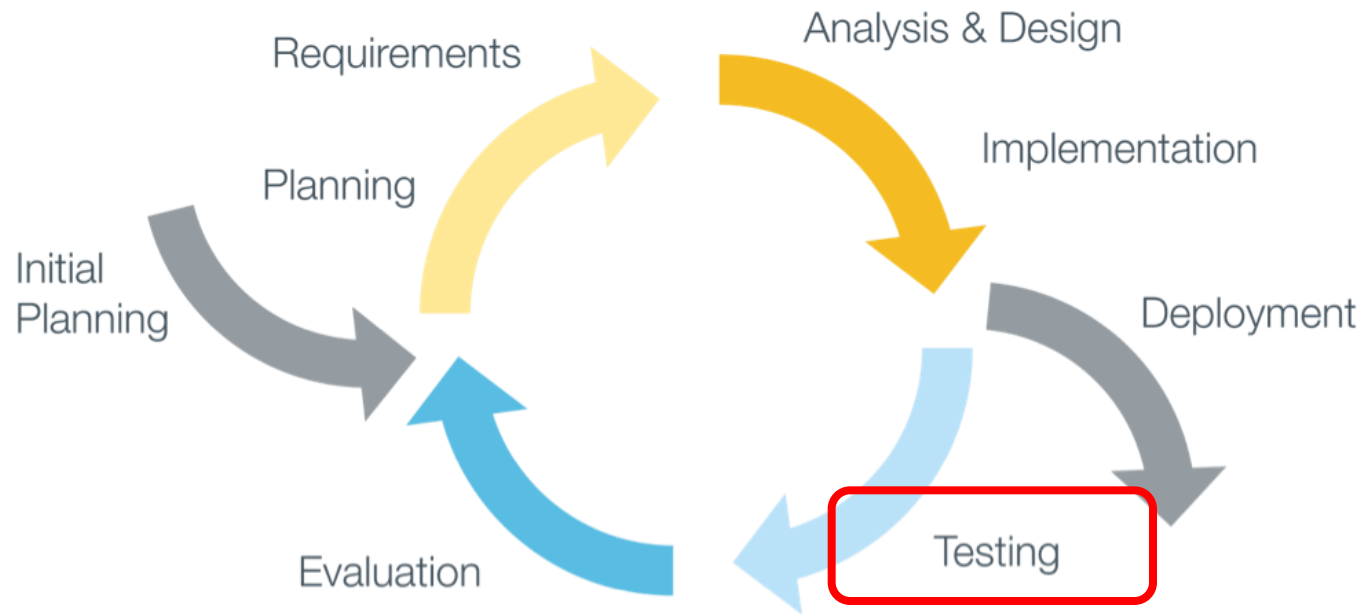 Analysis & Design
Requirements
Implementation
Planning
Initial
Planning
Deployment
Testing
Evaluation